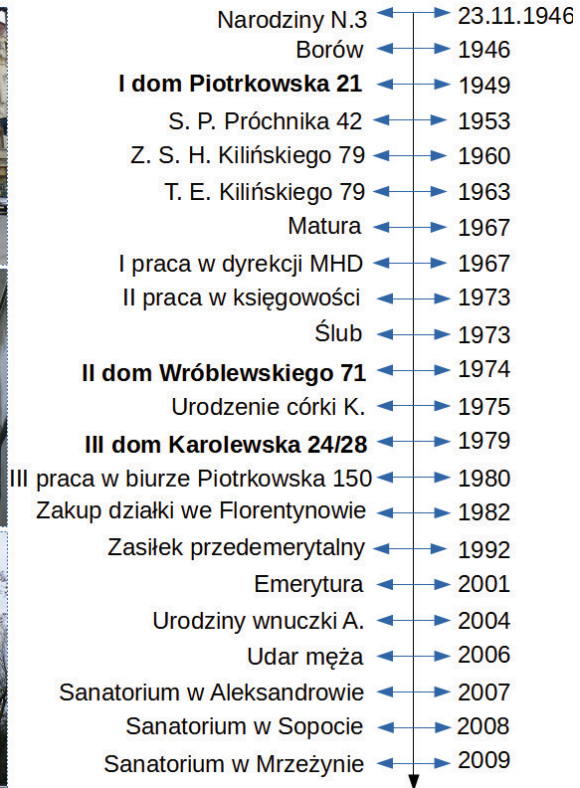 Narodziny N.3 23.11.1946
Borów 1946
I dom Piotrkowska 21 1949
S. P. Próchnika 42 1953
Z. S. H. Kilińskiego 79 1960
T. E. Kilińskiego 79 1963
Matura 1967
I praca w dyrekcji MHD 1967
II praca w księgowości 1973
Ślub 1973
II dom Wróblewskiego 71 1974
Urodzenie córki K. 1975
III dom Karolewska 24/28 1979
III praca w biurze Piotrkowska 150 1980
Zakup działki we Florentynowie 1982
Zasiłek przedemerytalny 1992
Emerytura 2001
Urodziny wnuczki A. 2004
Udar męża 2006
Sanatorium w Aleksandrowie 2007
Sanatorium w Sopocie 2008
Sanatorium w Mrzeżynie 2009